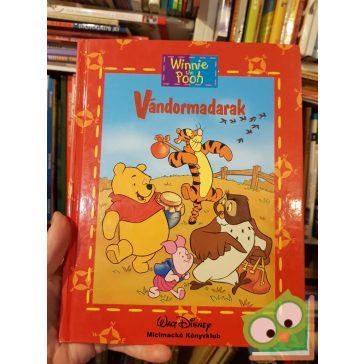 Winnie
the
Pooh
Vándormadarak
WALT DISNEY
Micimackó Könyvklub